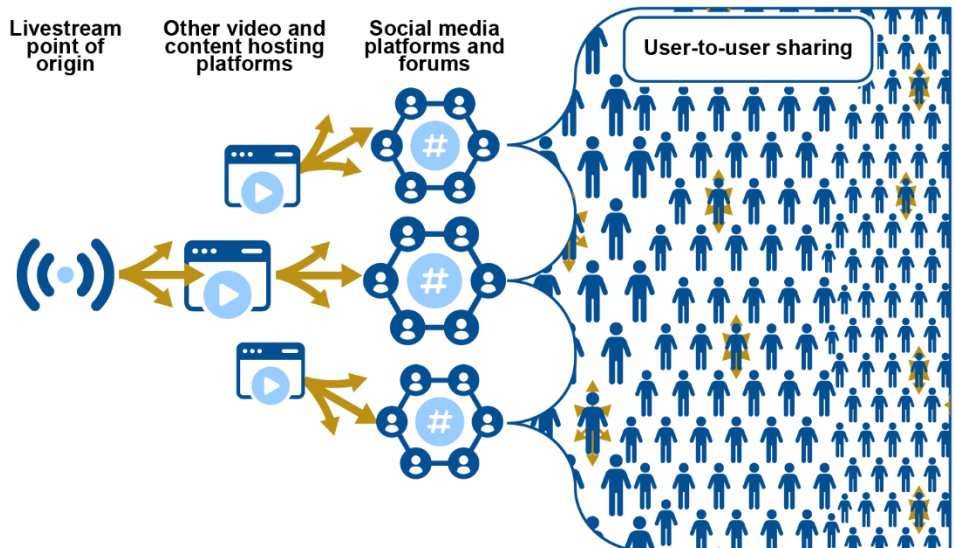 Livestream
point of
origin
Other video and
content hosting
platforms
Social media
platforms and
forums
User-to-user sharing
#
#
#